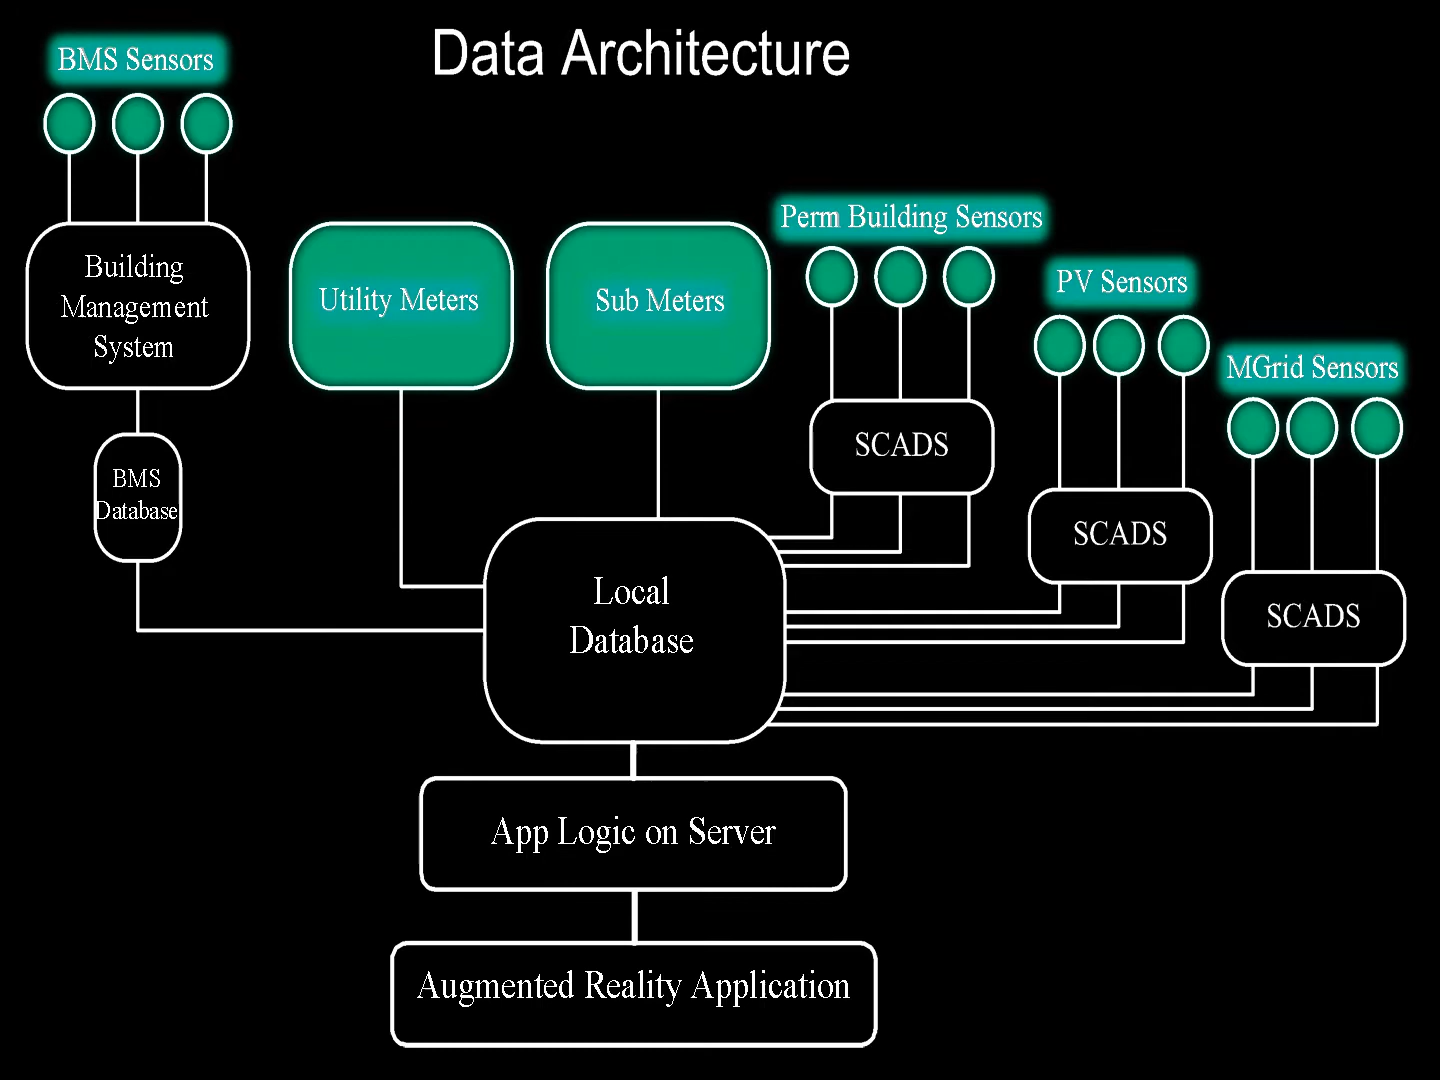 Data Architecture
BMS Sensors
Building
Management
System
BMS
Database
Utility Meters
Sub Meters
Perm Building Sensors
SCADS
PV Sensors
SCADS
MGrid Sensors
SCADS
Local
Database
App Logic on Server
Augmented Reality Application